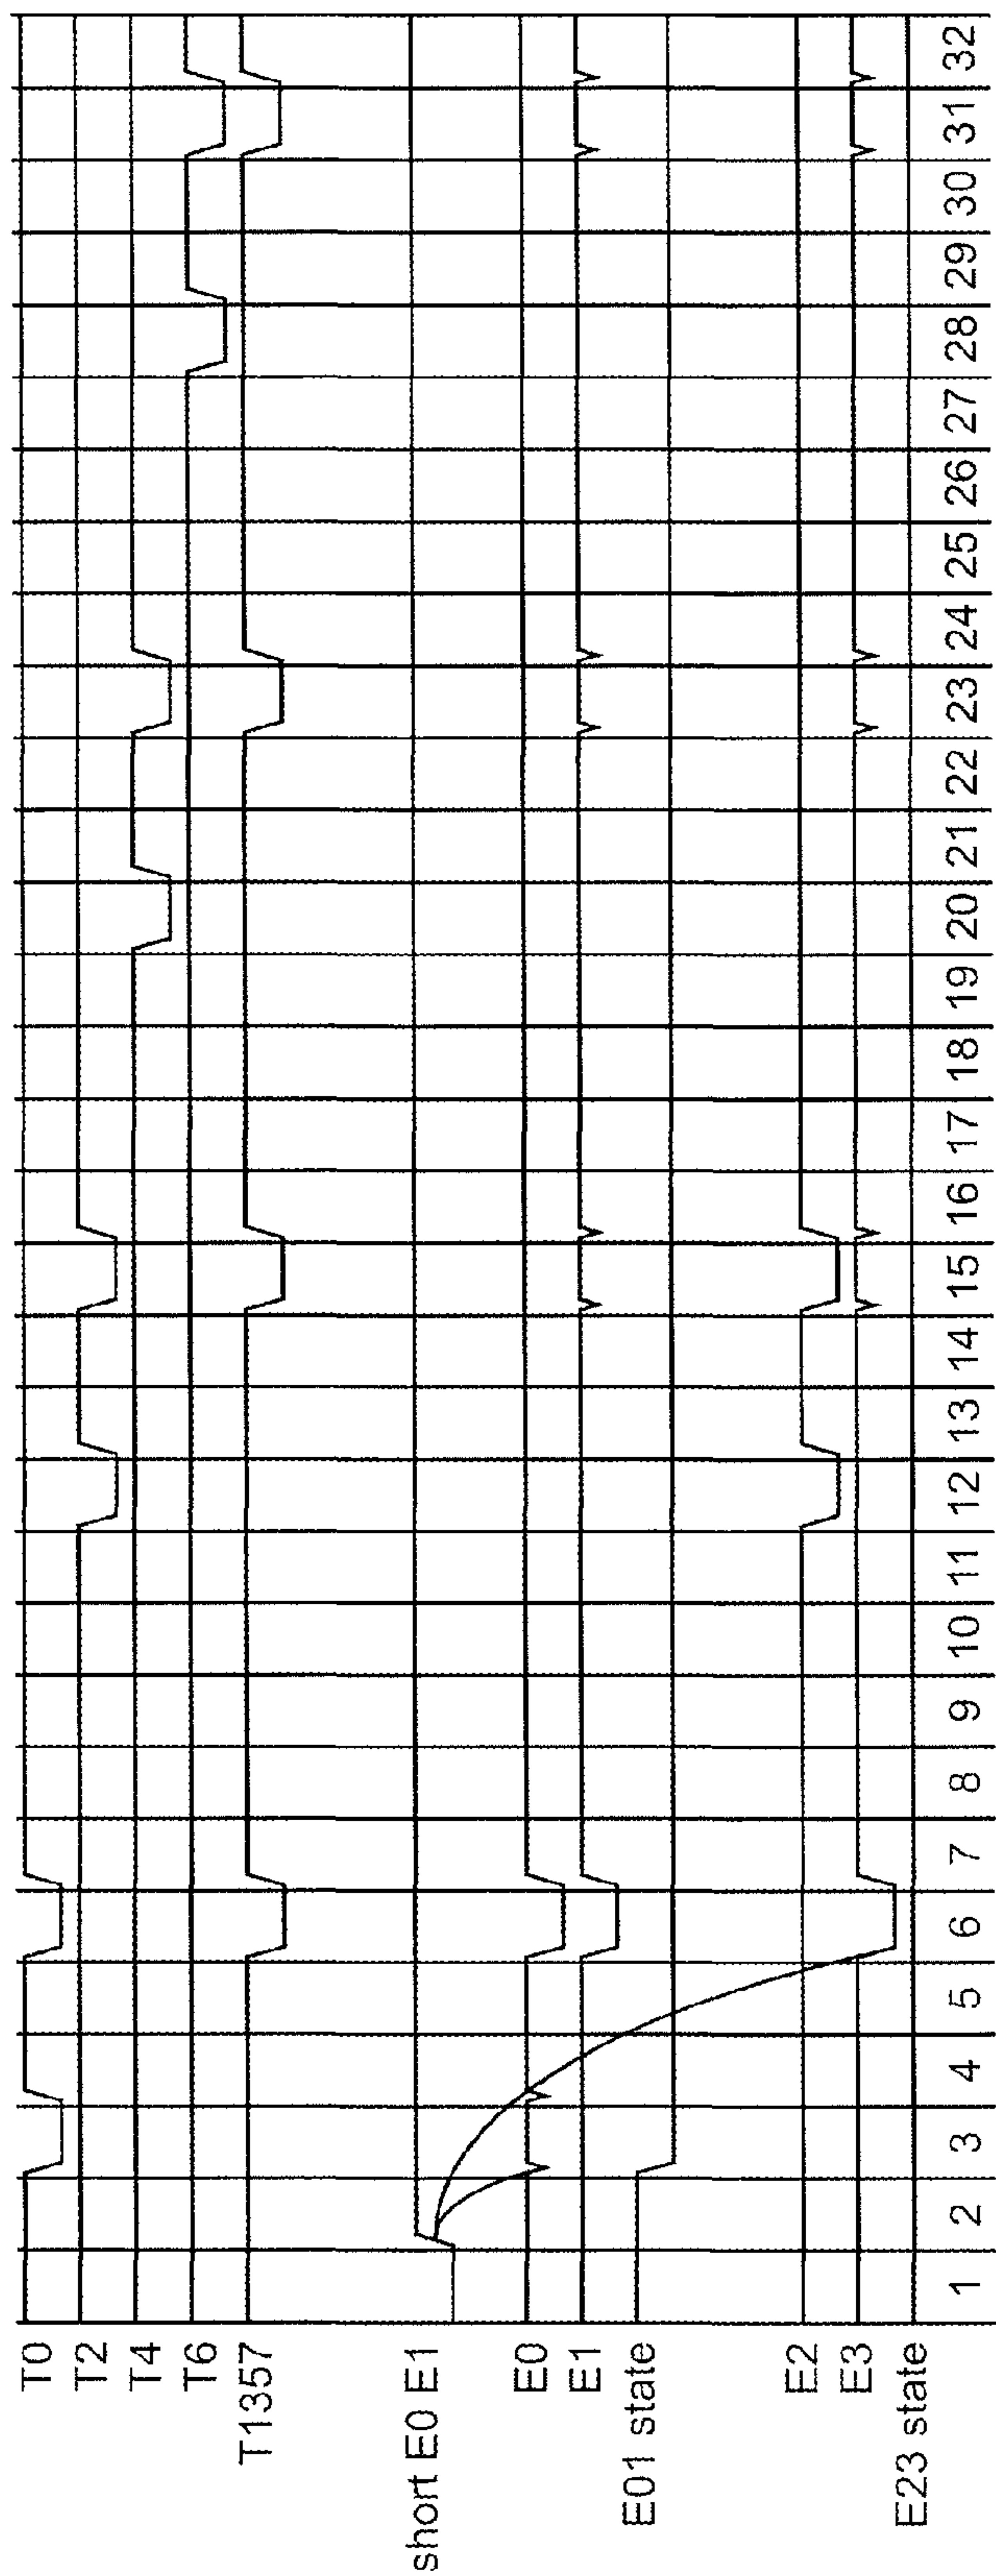 T0
T2
T4
T6
T1357
short E0 E1
E0
E1
E01 state
E2
E3
E23 state
1 2 3 4 5 6 7 8 9 10 11 12 13 14 15 16 17 18 19 20 21 22 23 24 25 26 27 28 29 30 31 32